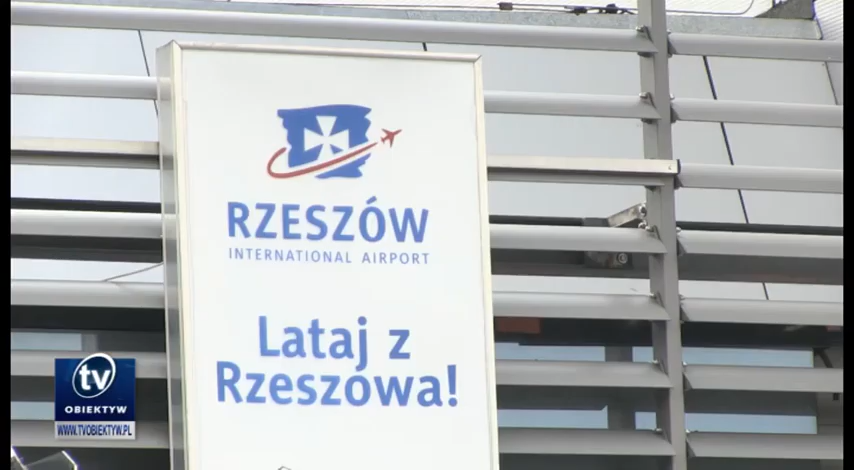 RZESZÓW
INTERNATIONAL AIRPORT
Lataj z
Rzeszowa!
tv
OBIEKTYW
WWW.TVOBIEKTYW.PL